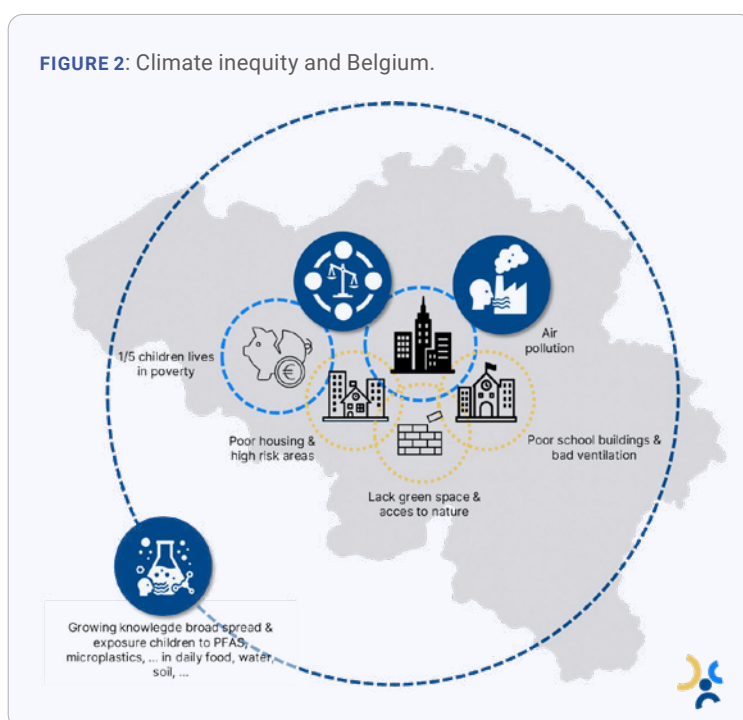 FIGURE 2: Climate inequity and Belgium.
1/5 children lives
in poverty
Air
pollution
Poor housing &
high risk areas
Poor school buildings &
bad ventilation
Lack green space &
acces to nature
Growing knowlegde broad spread &
exposure children to PFAS,
microplastics, ... in daily food, water,
soil, ...